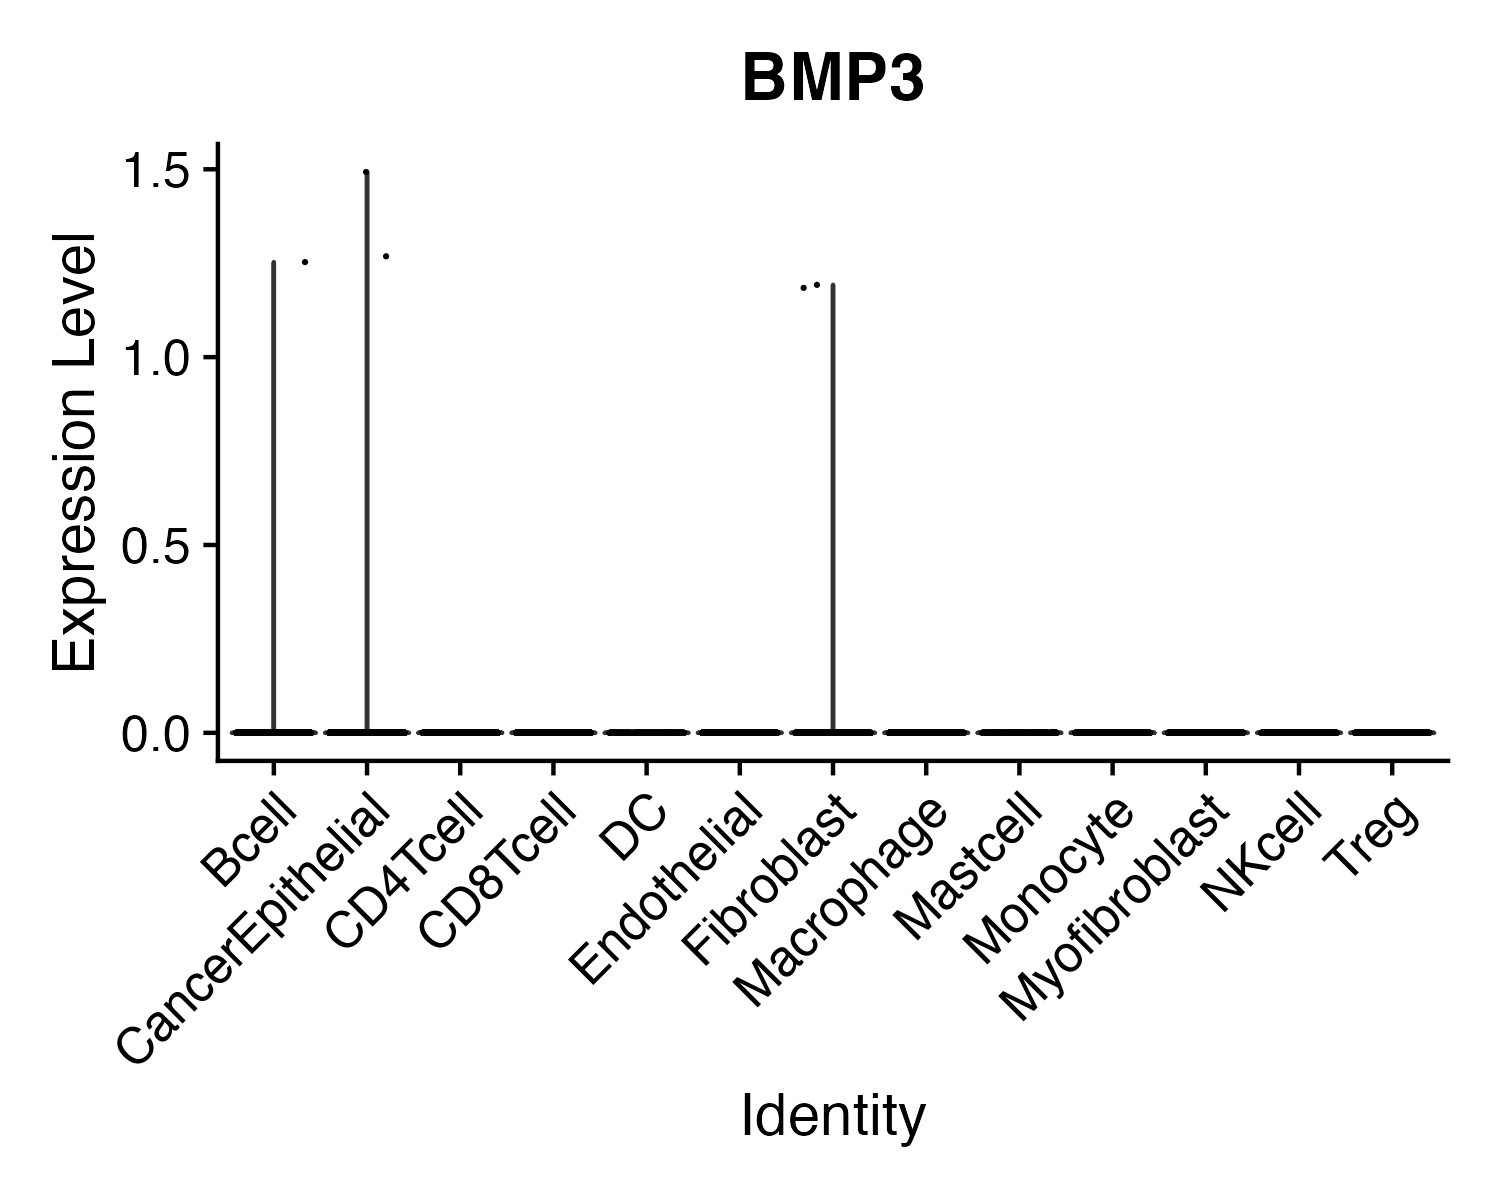 BMP3
Expression Level
1.5
1.0
0.5
0.0
Bcell
CancerEpithelial
CD4Tcell
CD8Tcell
DC
Endothelial
Fibroblast
Macrophage
Mastcell
Monocyte
Myofibroblast
NKcell
Treg
Identity